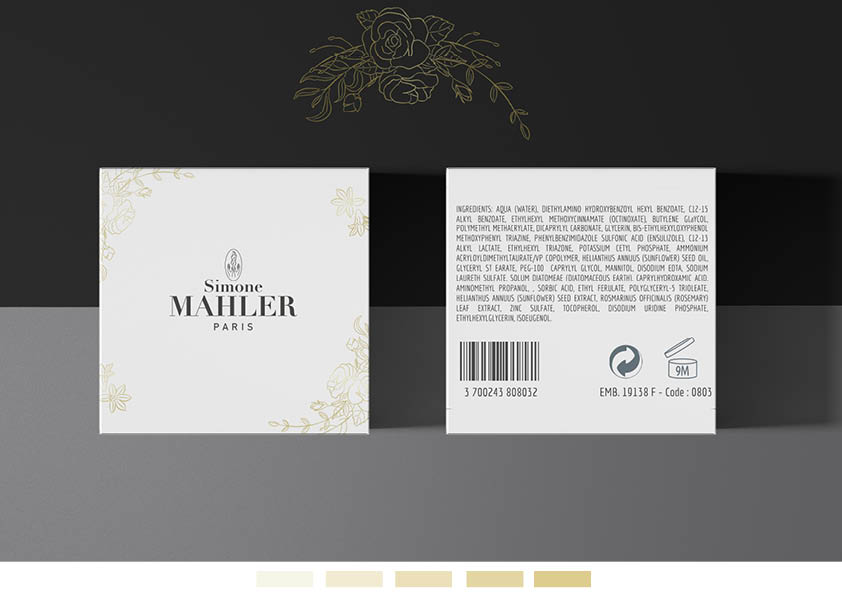 Simone
MAHLER
PARIS
INGREDIENTS: AQUA (WATER), DIETHYLAMINO HYDROXYBENZOYL HEXYL BENZOATE, C12-15
ALKYL BENZOATE, ETHYLHEXYL METHOXYCINNAMATE (OCTINOXATE), BUTYLENE GLYCOL,
POLYMETHYL METHACRYLATE, DICAPRYLYL CARBONATE, GLYCERIN, BIS-ETHYLHEXYLOXYPHENOL
METHOXYPHENYL TRIAZINE, PHENYLBENZIMIDAZOLE SULFONIC ACID (ENSULIZOLE), C12-13
ALKYL LACTATE, ETHYLHEXYL TRIAZONE, POTASSIUM CETYL PHOSPHATE, AMMONIUM
ACRYLOYLDIMETHYLTAURATE/VP COPOLYMER, HELIANTHUS ANNUUS (SUNFLOWER) SEED OIL,
GLYCERYL ST EARATE, PEG-100 CAPRYLYL GLYCOL, MANNITOL, DISODIUM EDTA, SODIUM
LAURETH SULFATE. SOLUM DIATOMEAE (DIATOMACEOUS EARTH). CAPRYLHYDROXAMIC ACID.
AMINOMETHYL PROPANOL, , SORBIC ACID, ETHYL FERULATE, POLYGLYCERYL-5 TRIOLEATE,
HELIANTHUS ANNUUS (SUNFLOWER) SEED EXTRACT, ROSMARINUS OFFICINALIS (ROSEMARY)
LEAF EXTRACT, ZINC SULFATE, TOCOPHEROL, DISODIUM URIDINE PHOSPHATE,
ETHYLHEXYLGLYCERIN, ISOEUGENOL.
9M
3 700243 808032
EMB. 19138 F - Code : 0803